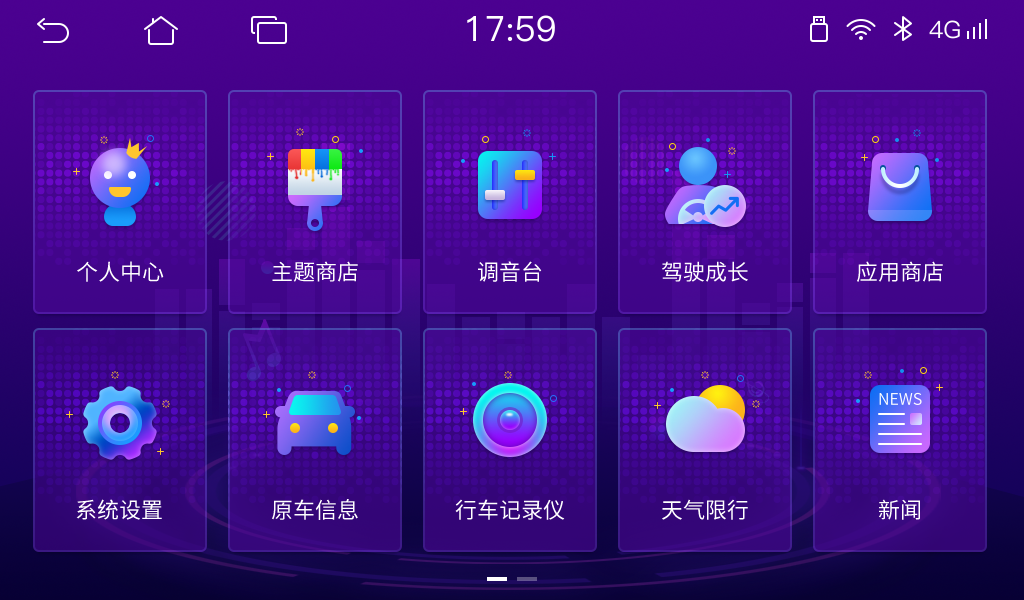 17:59
4G
个人中心
主题商店
调音台
驾驶成长
应用商店
NEWS
系统设置
原车信息
行车记录仪
天气限行
新闻